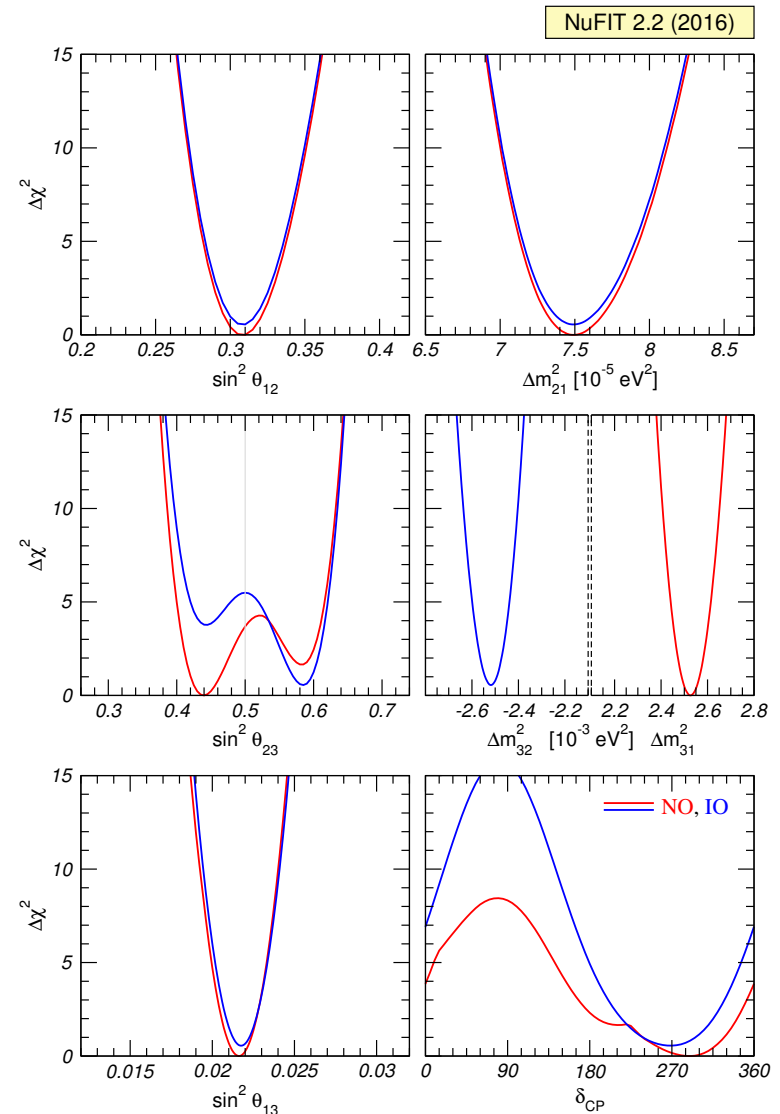 NuFIT 2.2 (2016)
15
10
5
0
Δχ²
0.2 0.25 0.3 0.35 0.4
sin² θ₁₂
6.5 7 7.5 8 8.5
Δm²₂₁ [10⁻⁵ eV²]
15
10
5
0
Δχ²
0.3 0.4 0.5 0.6 0.7
sin² θ₂₃
-2.6 -2.4 -2.2 2.2 2.4 2.6 2.8
Δm²₃₂ [10⁻³ eV²] Δm²₃₁
15
10
5
0
Δχ²
0.015 0.02 0.025 0.03
sin² θ₁₃
NO, IO
0 90 180 270 360
δCP